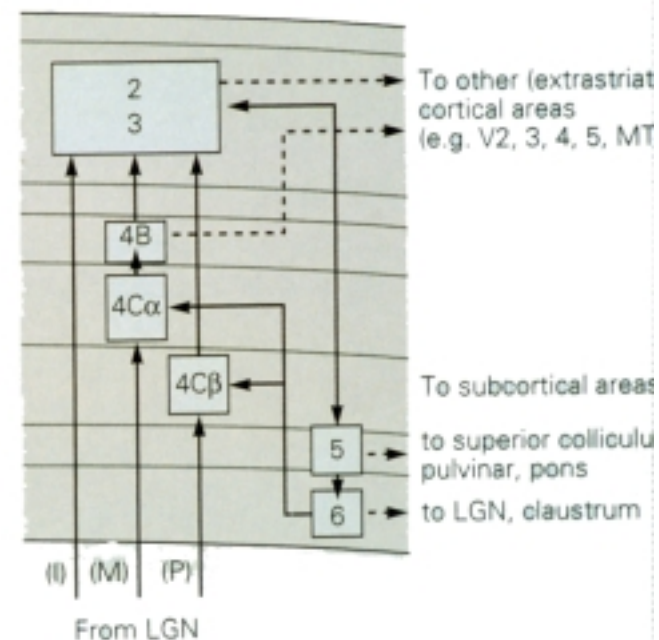 2
3
To other (extrastriat
cortical areas
(e.g. V2, 3, 4, 5, MT
4B
4Cα
4Cβ
To subcortical areas
5
to superior collicul
pulvinar, pons
6
to LGN, claustrum
(I) (M) (P)
From LGN